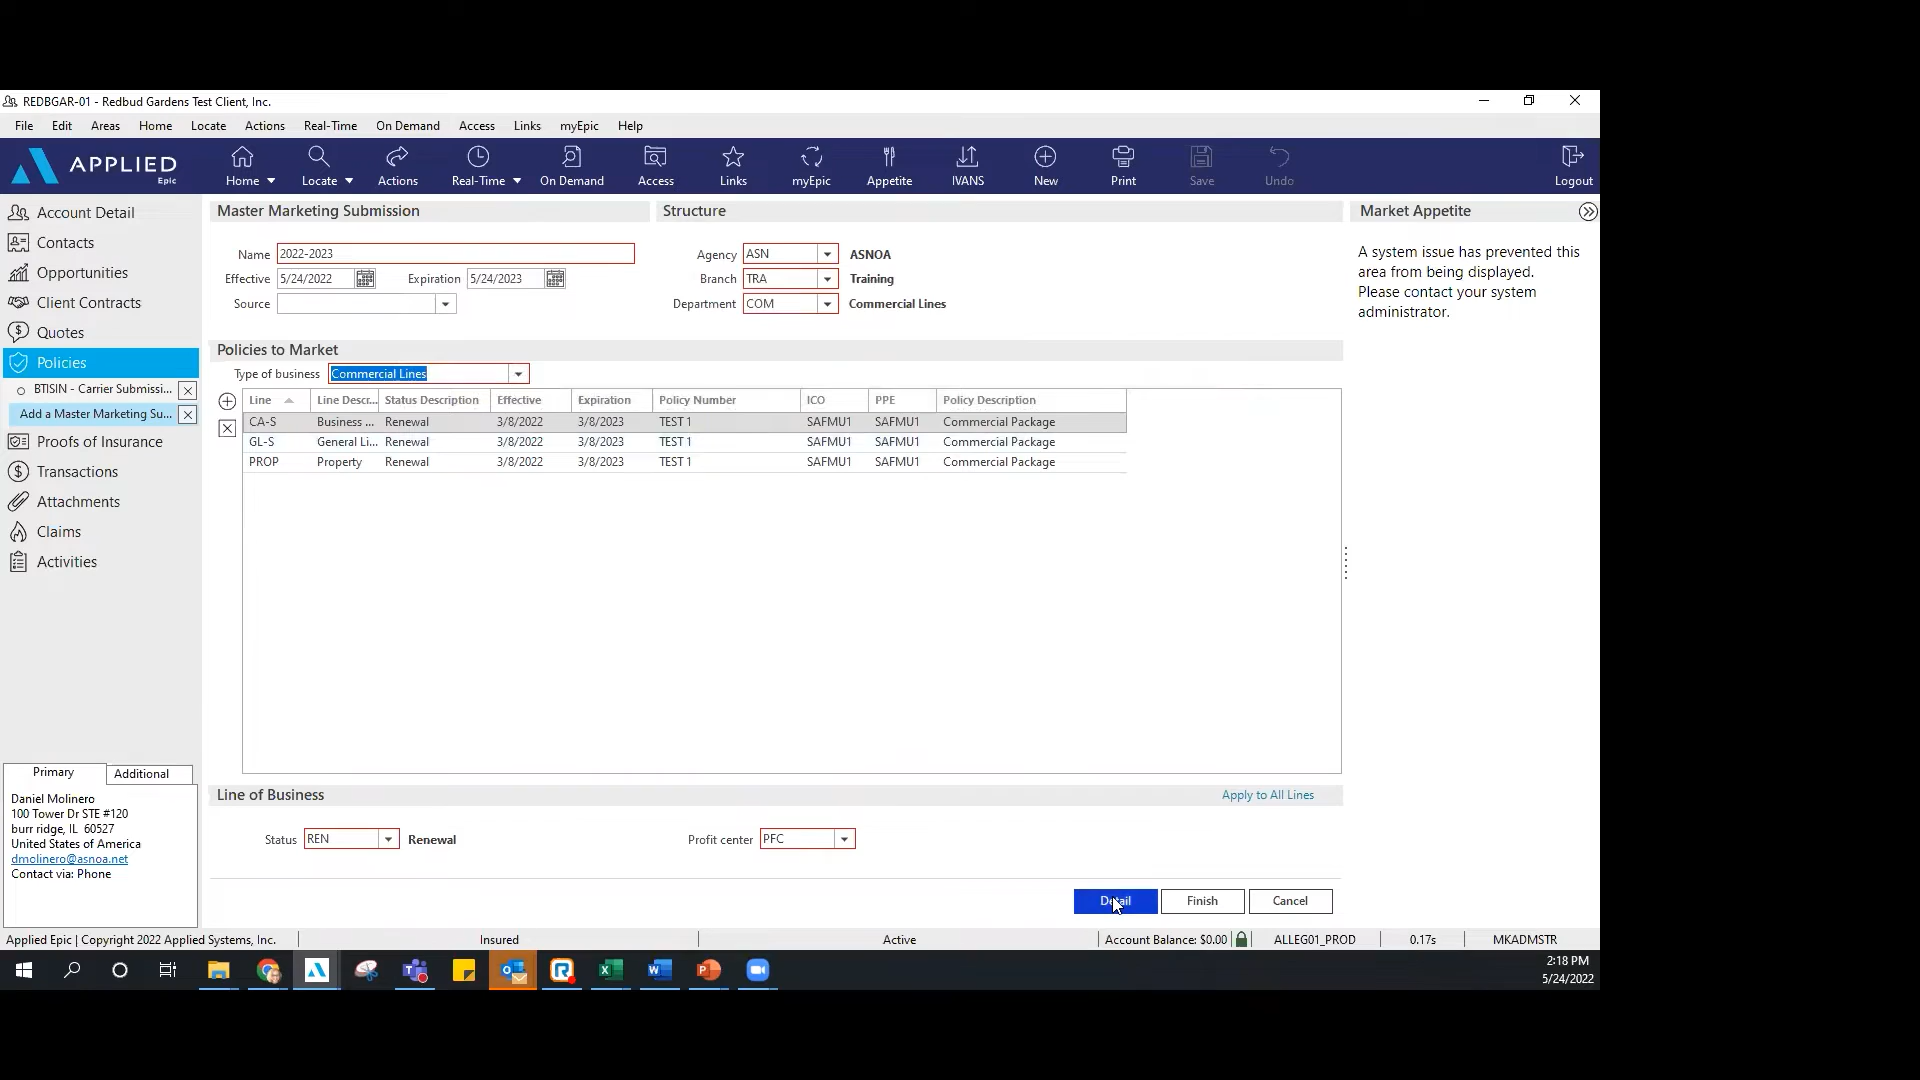 REDBGAR-01 - Redbud Gardens Test Client, Inc.
File Edit Areas Home Locate Actions Real-Time On Demand Access Links myEpic Help
APPLIED Epic
Home Locate Actions Real-Time On Demand Access Links myEpic Appetite IVANS New Print Save Undo Logout
Account Detail
Contacts
Opportunities
Client Contracts
Quotes
Policies
BTISIN - Carrier Submissi...
Add a Master Marketing Su...
Proofs of Insurance
Transactions
Attachments
Claims
Activities
Primary Additional
Daniel Molinero
100 Tower Dr STE #120
burr ridge, IL 60527
United States of America
dmolinero@asnoa.net
Contact via: Phone
Master Marketing Submission
Name 2022-2023
Effective 5/24/2022 Expiration 5/24/2023
Source
Structure
Agency ASN ASNOA
Branch TRA Training
Department COM Commercial Lines
Policies to Market
Type of business Commercial Lines
Line Line Descr... Status Description Effective Expiration Policy Number ICO PPE Policy Description
CA-S Business ... Renewal 3/8/2022 3/8/2023 TEST 1 SAFMU1 SAFMU1 Commercial Package
GL-S General Li... Renewal 3/8/2022 3/8/2023 TEST 1 SAFMU1 SAFMU1 Commercial Package
PROP Property Renewal 3/8/2022 3/8/2023 TEST 1 SAFMU1 SAFMU1 Commercial Package
Line of Business Apply to All Lines
Status REN Renewal Profit center PFC
Detail Finish Cancel
Market Appetite
A system issue has prevented this
area from being displayed.
Please contact your system
administrator.
Applied Epic | Copyright 2022 Applied Systems, Inc. Insured Active Account Balance: $0.00 ALLEG01_PROD 0.17s MKADMSTR
2:18 PM
5/24/2022